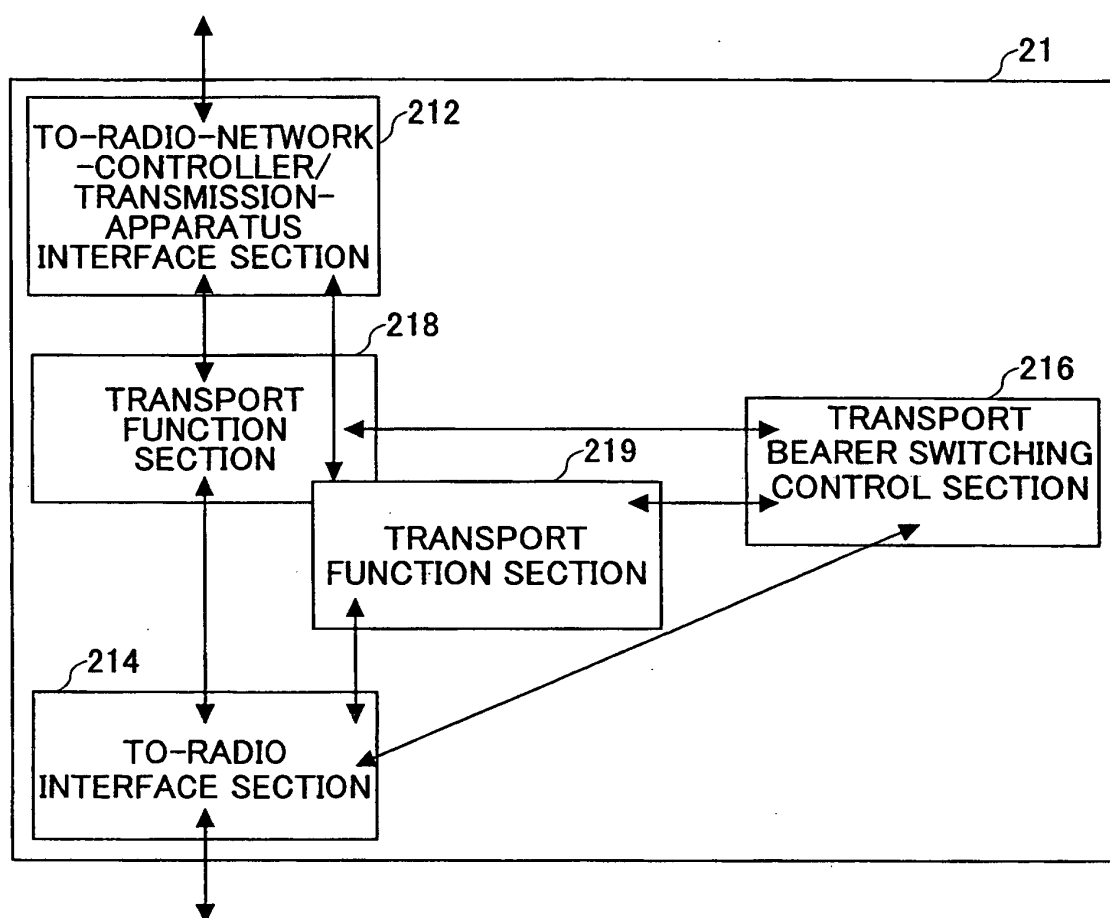 21
212
TO-RADIO-NETWORK
-CONTROLLER/
TRANSMISSION-
APPARATUS
INTERFACE SECTION
218
TRANSPORT
FUNCTION
SECTION
216
TRANSPORT
BEARER SWITCHING
CONTROL SECTION
219
TRANSPORT
FUNCTION SECTION
214
TO-RADIO
INTERFACE SECTION